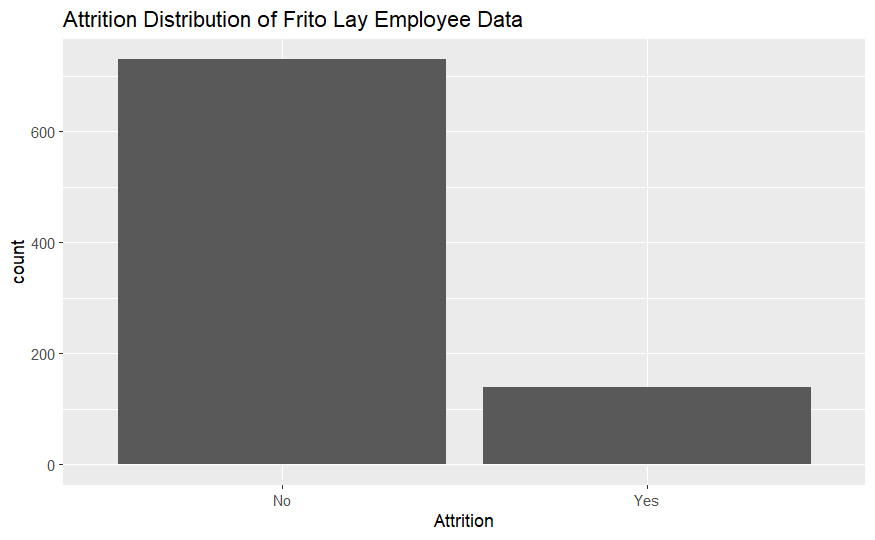 Attrition Distribution of Frito Lay Employee Data
600
400
200
0
count
No Yes
Attrition